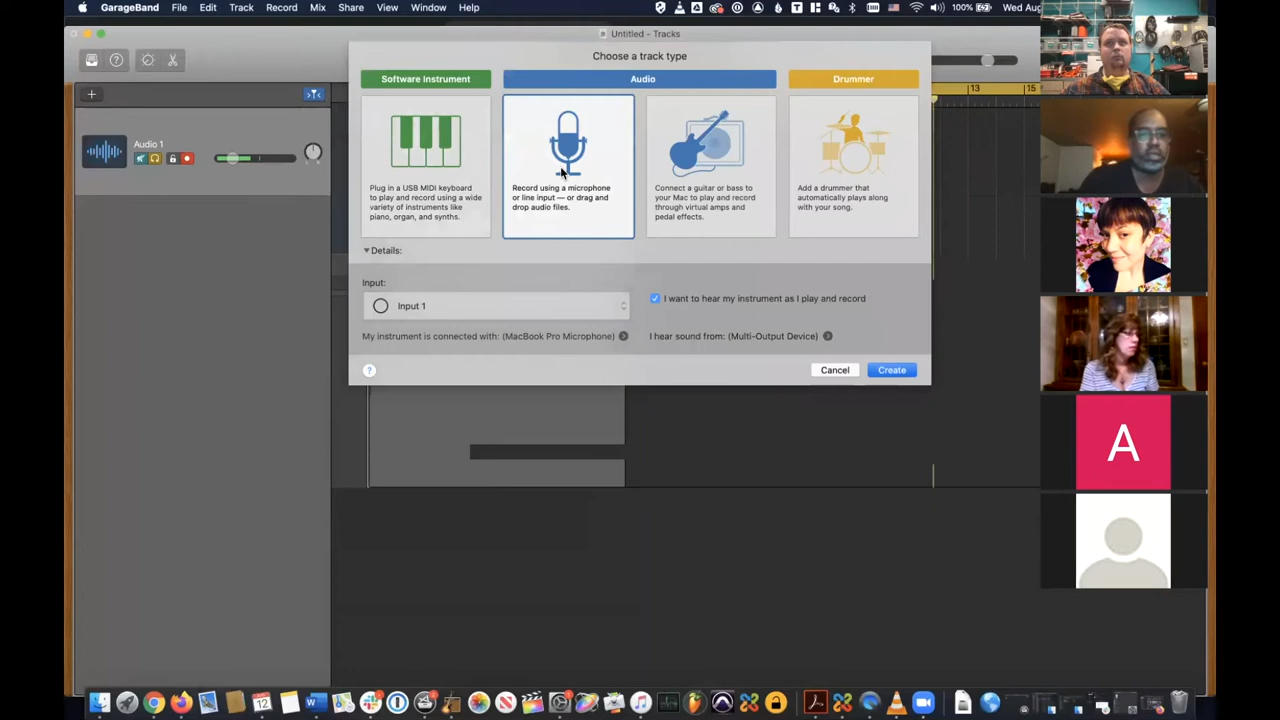 GarageBand File Edit Track Record Mix Share View Window Help 100% Wed Aug
Untitled - Tracks
Choose a track type
Software Instrument
Audio
Drummer
13
15
Audio 1
Plug in a USB MIDI keyboard
to play and record using a wide
variety of instruments like
piano, organ, and synths.
Record using a microphone
or line input — or drag and
drop audio files.
Connect a guitar or bass to
your Mac to play and record
through virtual amps and
pedal effects.
Add a drummer that
automatically plays along
with your song.
Details:
Input:
Input 1
I want to hear my instrument as I play and record
My instrument is connected with: (MacBook Pro Microphone)
I hear sound from: (Multi-Output Device)
?
Cancel
Create
A
12